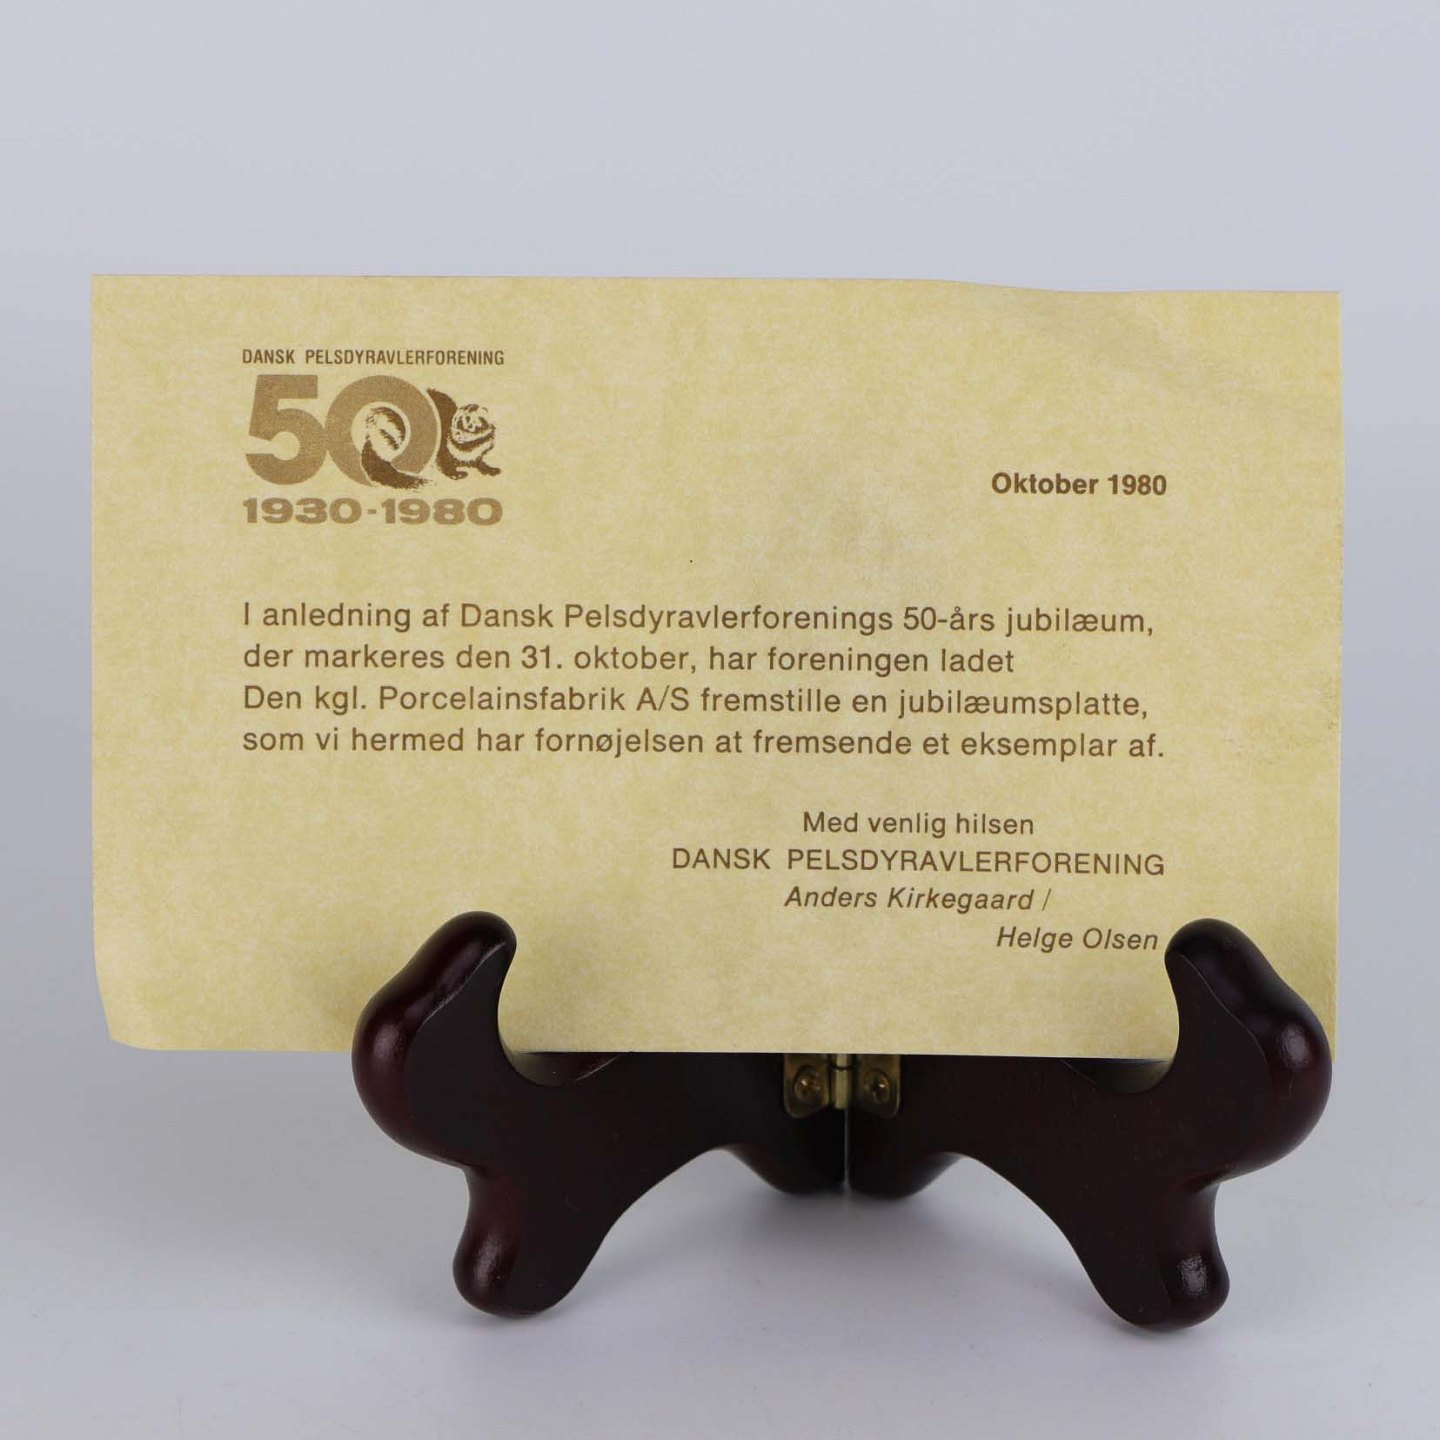 DANSK PELSDYRAVLERFORENING
50
1930-1980
Oktober 1980
I anledning af Dansk Pelsdyravlerforenings 50-års jubilæum,
der markeres den 31. oktober, har foreningen ladet
Den kgl. Porcelainsfabrik A/S fremstille en jubilæumsplatte,
som vi hermed har fornøjelsen at fremsende et eksemplar af.
Med venlig hilsen
DANSK PELSDYRAVLERFORENING
Anders Kirkegaard /
Helge Olsen